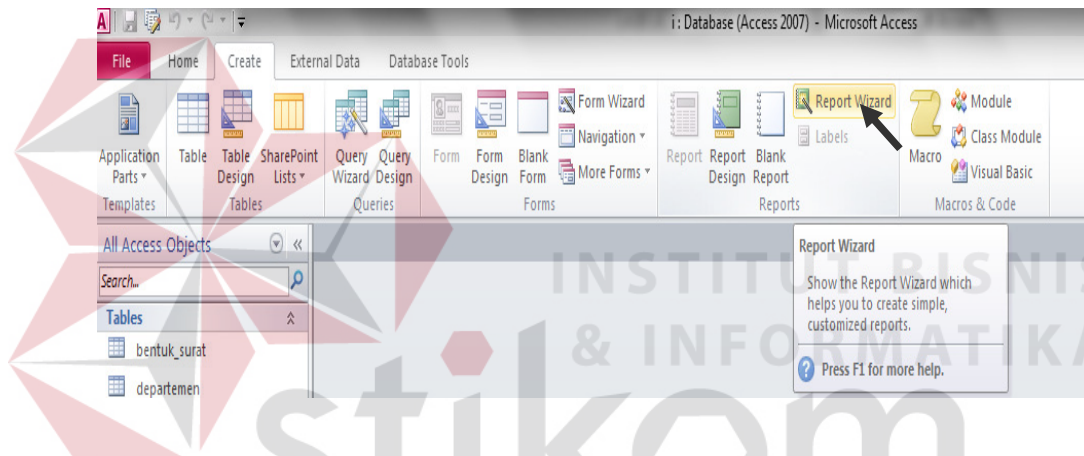 i : Database (Access 2007) - Microsoft Access
File Home Create External Data Database Tools
Application Parts
Table
Table Design
SharePoint Lists
Query Wizard
Query Design
Form
Form Design
Blank Form
Form Wizard
Navigation
More Forms
Report
Report Design
Blank Report
Report Wizard
Labels
Macro
Module
Class Module
Visual Basic
Templates Tables Queries Forms Reports Macros & Code
All Access Objects
Search...
Tables
bentuk_surat
departemen
Report Wizard
Show the Report Wizard which
helps you to create simple,
customized reports.
Press F1 for more help.
INSTITUT BISNI
& INFORMATIKA
stikom